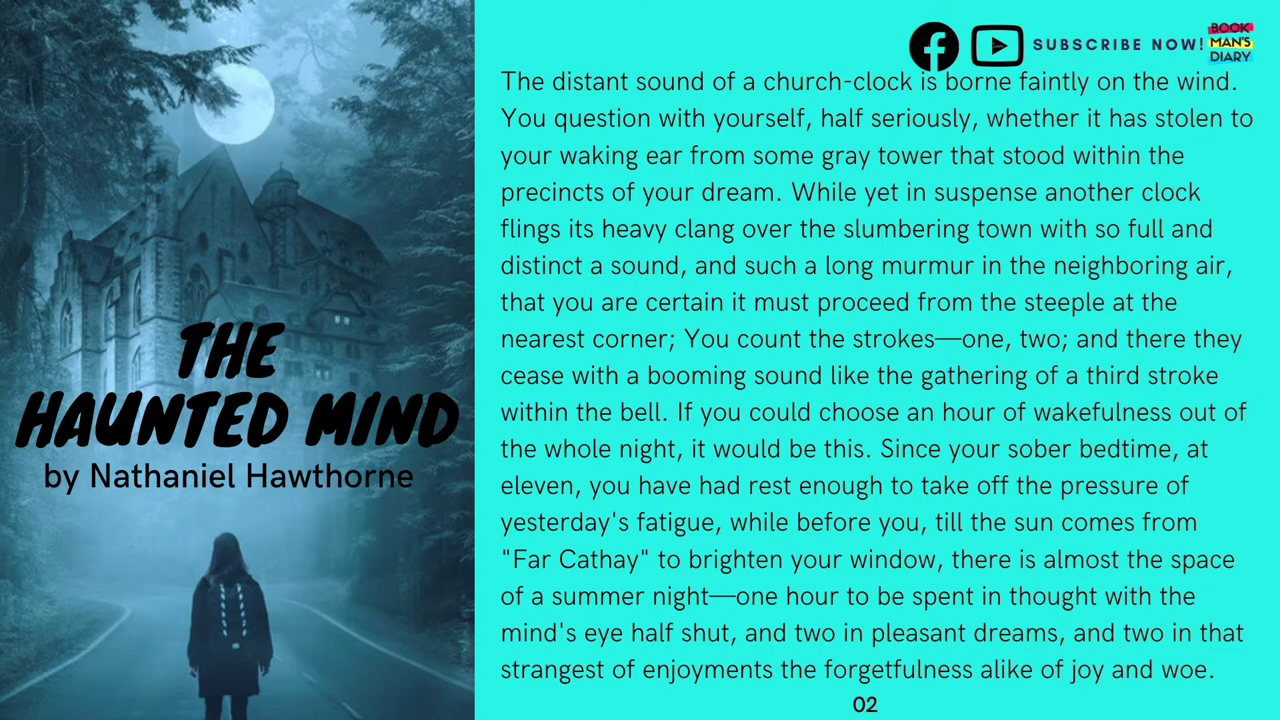 THE
HAUNTED MIND
by Nathaniel Hawthorne
SUBSCRIBE NOW!
BOOK
MAN'S
DIARY
The distant sound of a church-clock is borne faintly on the wind.
You question with yourself, half seriously, whether it has stolen to
your waking ear from some gray tower that stood within the
precincts of your dream. While yet in suspense another clock
flings its heavy clang over the slumbering town with so full and
distinct a sound, and such a long murmur in the neighboring air,
that you are certain it must proceed from the steeple at the
nearest corner; You count the strokes—one, two; and there they
cease with a booming sound like the gathering of a third stroke
within the bell. If you could choose an hour of wakefulness out of
the whole night, it would be this. Since your sober bedtime, at
eleven, you have had rest enough to take off the pressure of
yesterday's fatigue, while before you, till the sun comes from
"Far Cathay" to brighten your window, there is almost the space
of a summer night—one hour to be spent in thought with the
mind's eye half shut, and two in pleasant dreams, and two in that
strangest of enjoyments the forgetfulness alike of joy and woe.
02